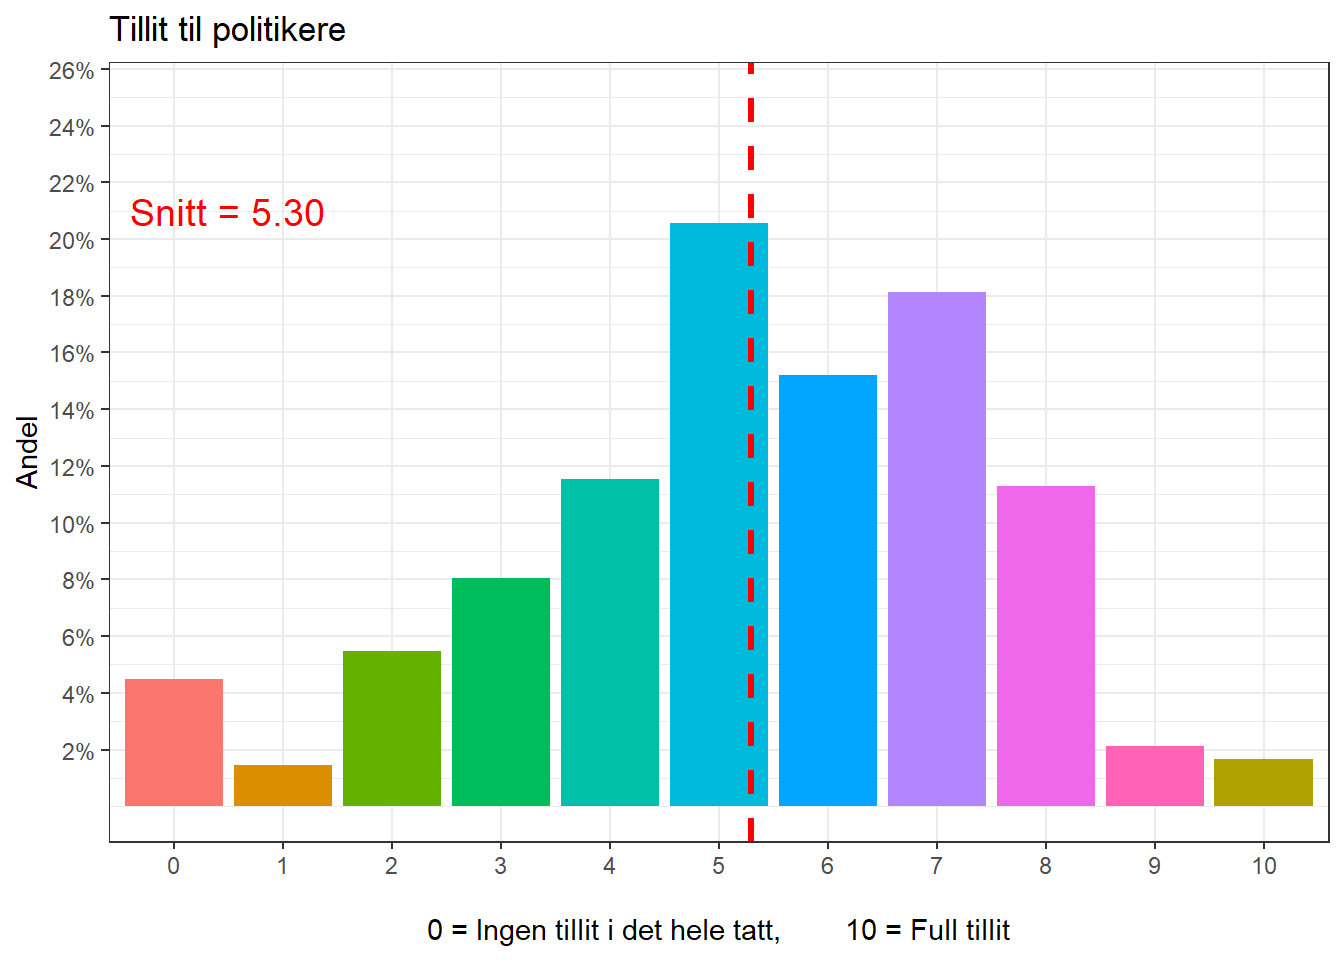 Tillit til politikere
26%
24%
22%
Snitt = 5.30
20%
18%
16%
14%
Andel
12%
10%
8%
6%
4%
2%
0 1 2 3 4 5 6 7 8 9 10
0 = Ingen tillit i det hele tatt, 10 = Full tillit